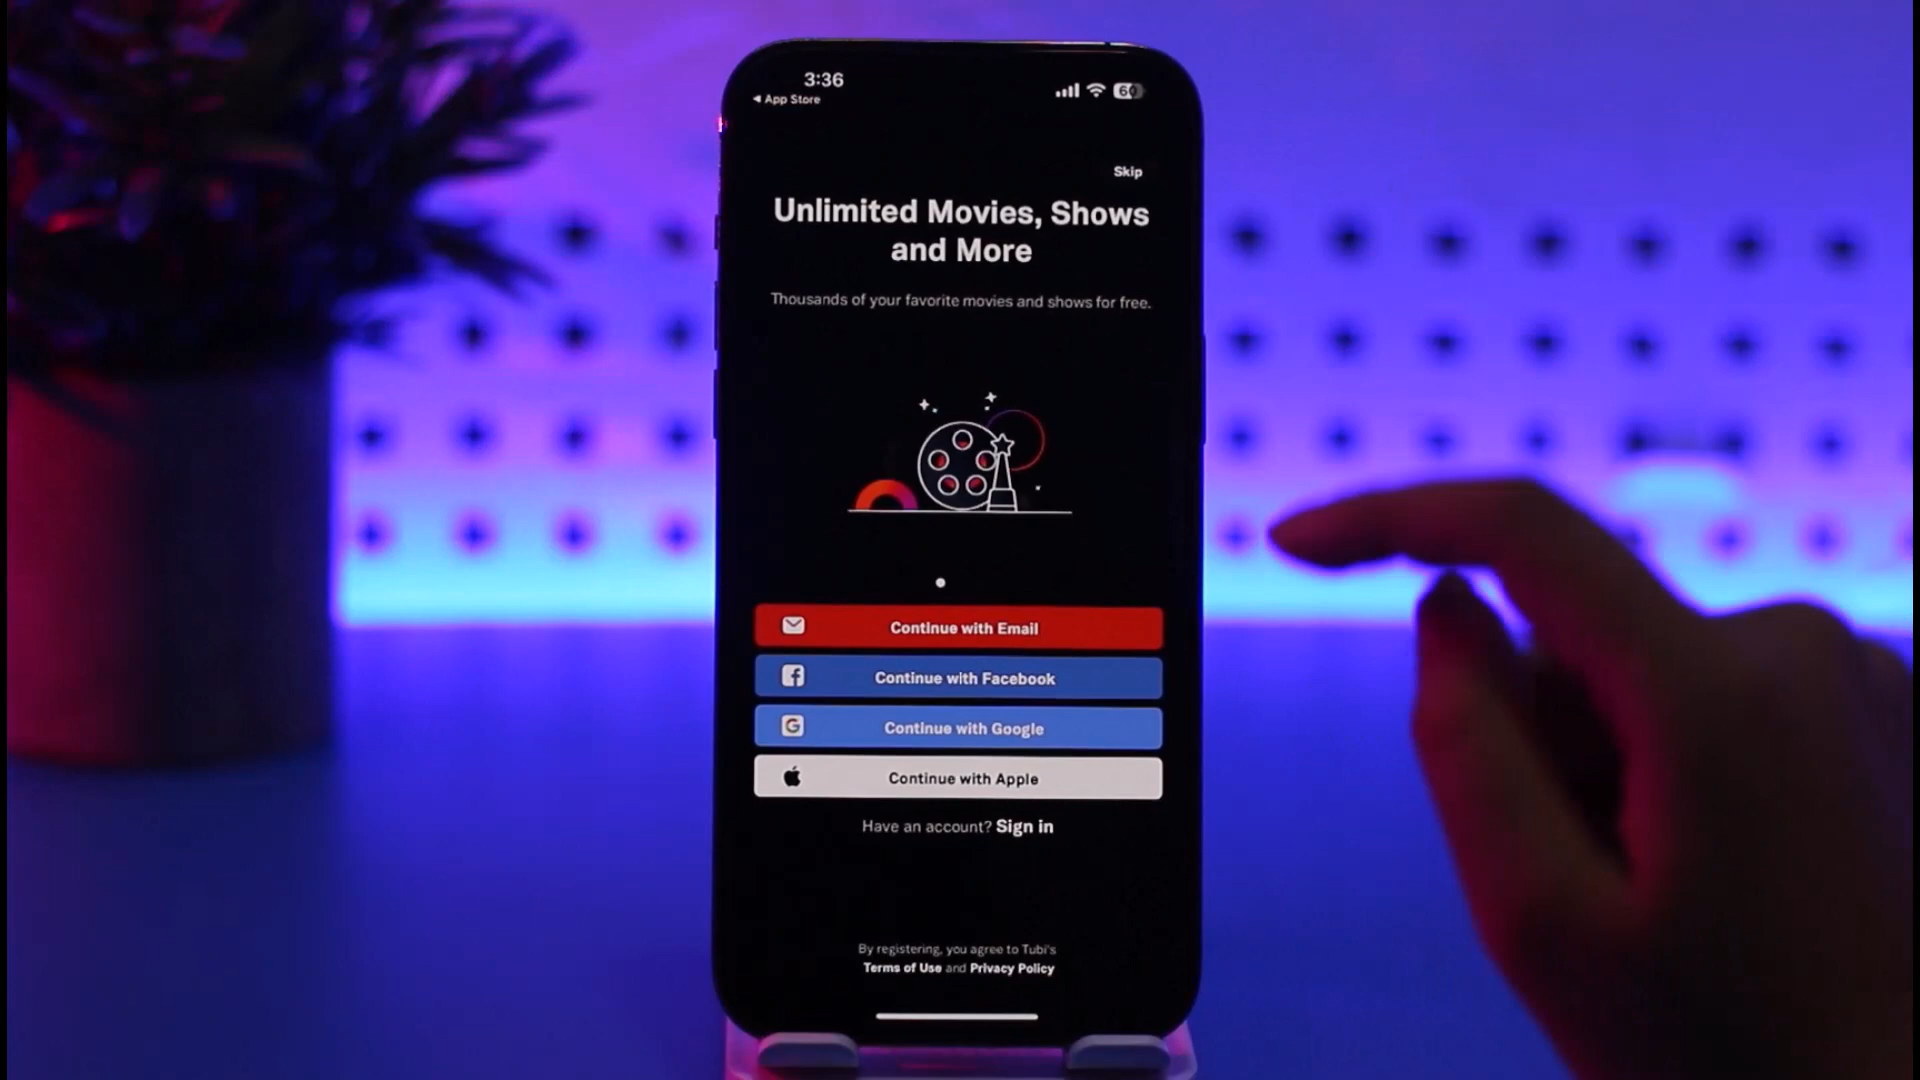 3:36
App Store
60
Skip
Unlimited Movies, Shows
and More
Thousands of your favorite movies and shows for free.
Continue with Email
Continue with Facebook
Continue with Google
Continue with Apple
Have an account? Sign in
By registering, you agree to Tubi's
Terms of Use and Privacy Policy